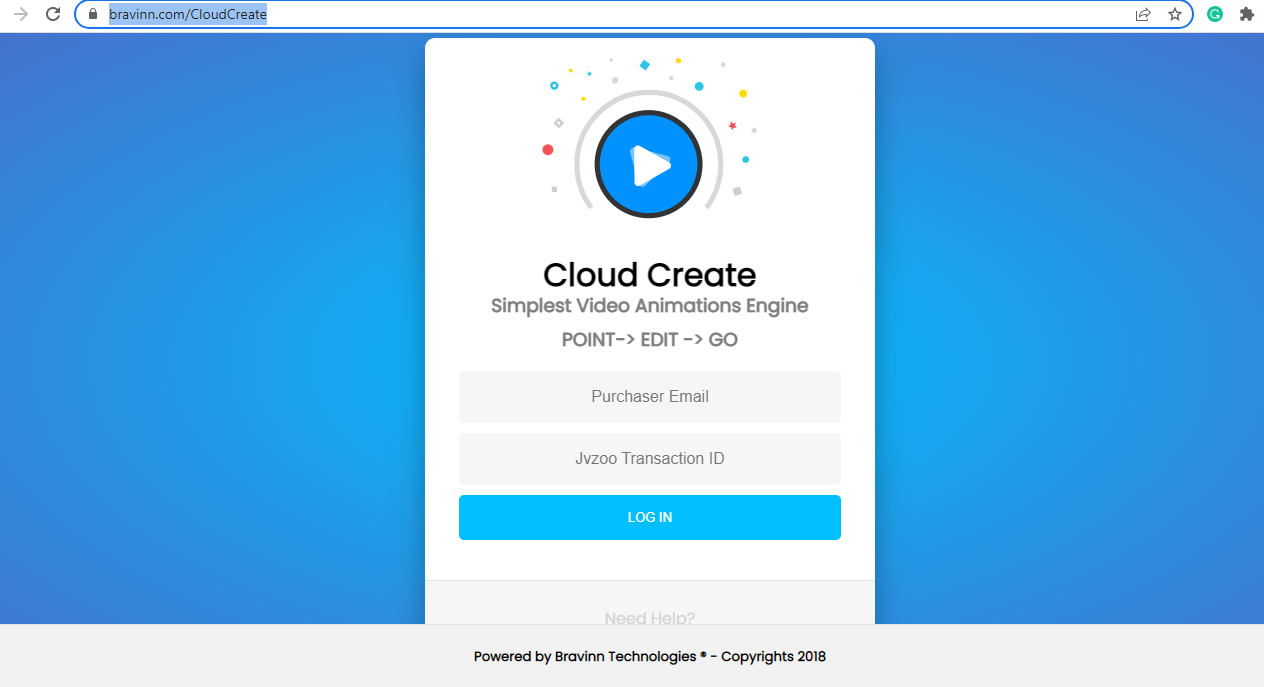 bravinn.com/CloudCreate
Cloud Create
Simplest Video Animations Engine
POINT-> EDIT -> GO
Purchaser Email
Jvzoo Transaction ID
LOG IN
Need Help?
Powered by Bravinn Technologies ® - Copyrights 2018